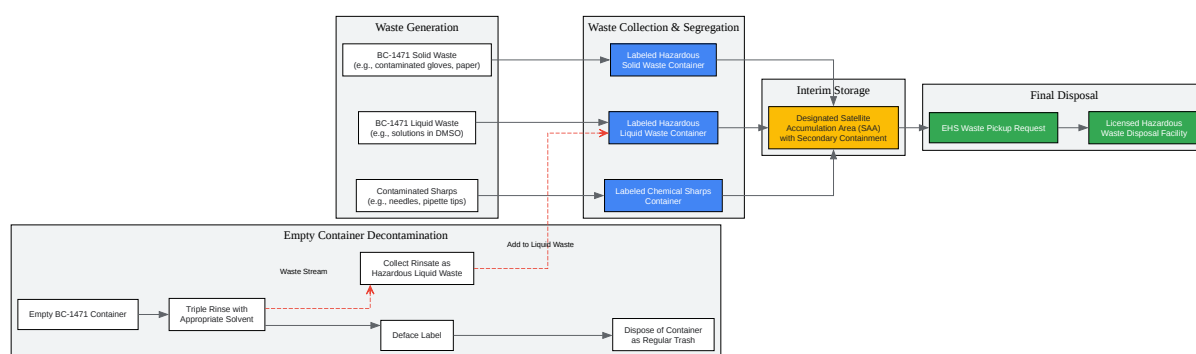 Waste Generation
BC-1471 Solid Waste
(e.g., contaminated gloves, paper)
BC-1471 Liquid Waste
(e.g., solutions in DMSO)
Contaminated Sharps
(e.g., needles, pipette tips)
Waste Collection & Segregation
Labeled Hazardous
Solid Waste Container
Labeled Hazardous
Liquid Waste Container
Labeled Chemical Sharps
Container
Interim Storage
Designated Satellite
Accumulation Area (SAA)
with Secondary Containment
Final Disposal
EHS Waste Pickup Request
Licensed Hazardous
Waste Disposal Facility
Empty Container Decontamination
Add to Liquid Waste
Waste Stream
Collect Rinsate as
Hazardous Liquid Waste
Empty BC-1471 Container
Triple Rinse with
Appropriate Solvent
Deface Label
Dispose of Container
as Regular Trash